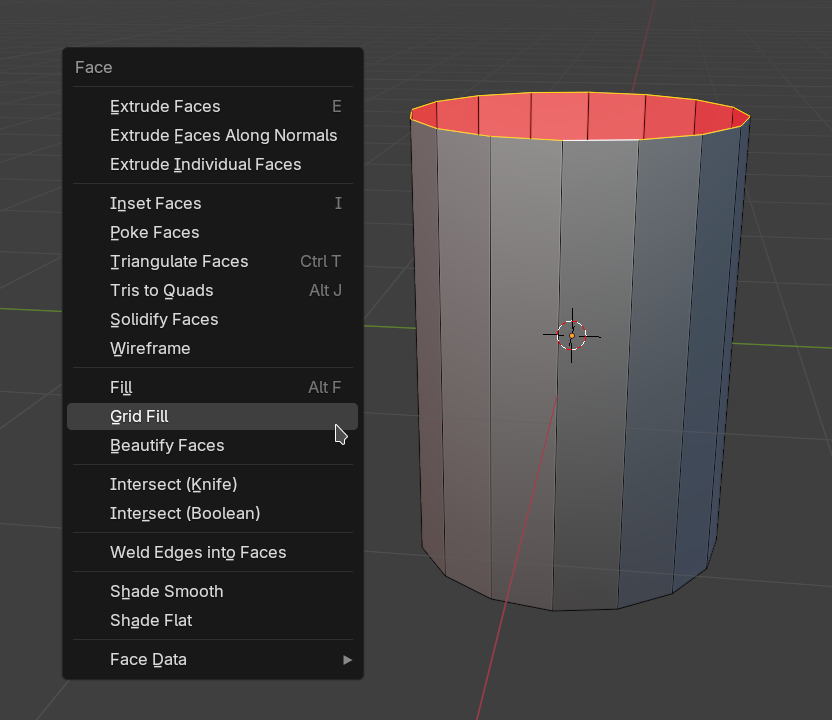 Face
Extrude Faces E
Extrude Faces Along Normals
Extrude Individual Faces
Inset Faces I
Poke Faces
Triangulate Faces Ctrl T
Tris to Quads Alt J
Solidify Faces
Wireframe
Fill Alt F
Grid Fill
Beautify Faces
Intersect (Knife)
Intersect (Boolean)
Weld Edges into Faces
Shade Smooth
Shade Flat
Face Data